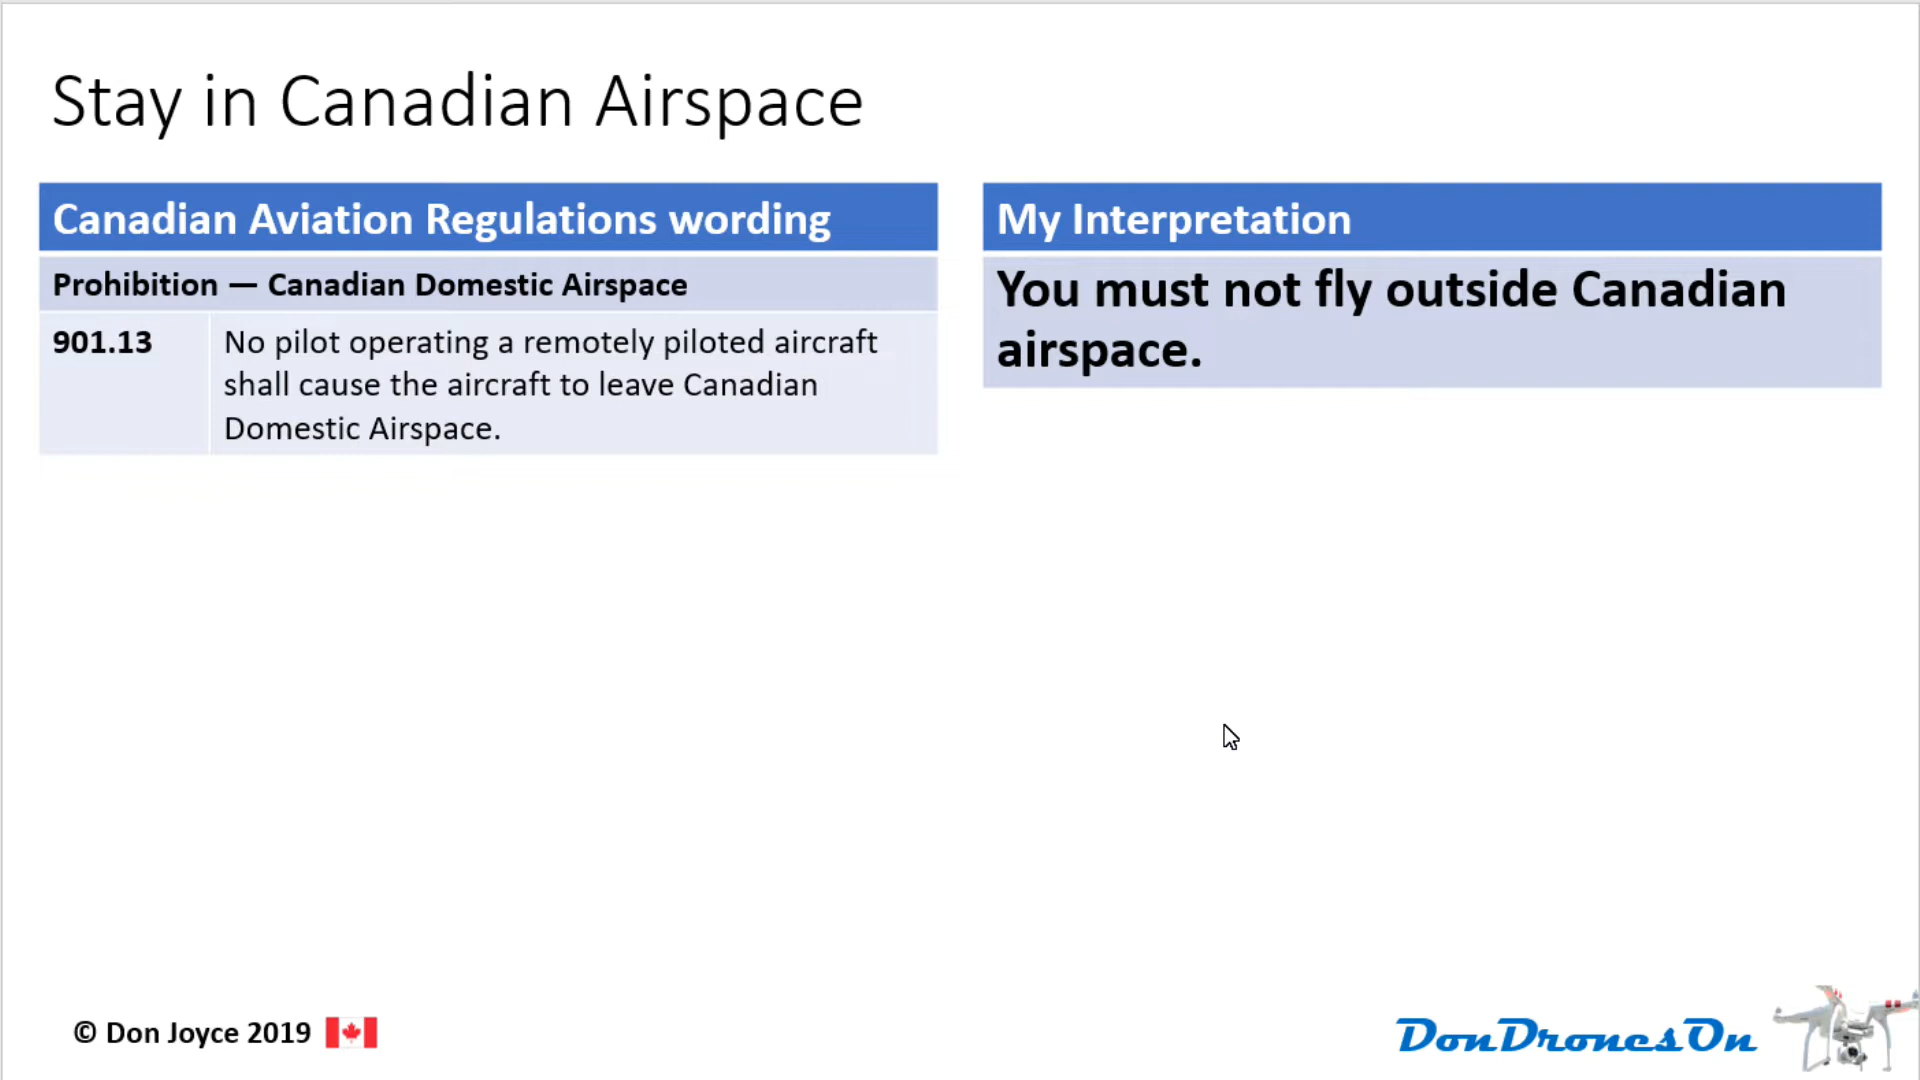 Stay in Canadian Airspace
Canadian Aviation Regulations wording
Prohibition — Canadian Domestic Airspace
901.13
No pilot operating a remotely piloted aircraft
shall cause the aircraft to leave Canadian
Domestic Airspace.
My Interpretation
You must not fly outside Canadian
airspace.
© Don Joyce 2019
DonDronesOn